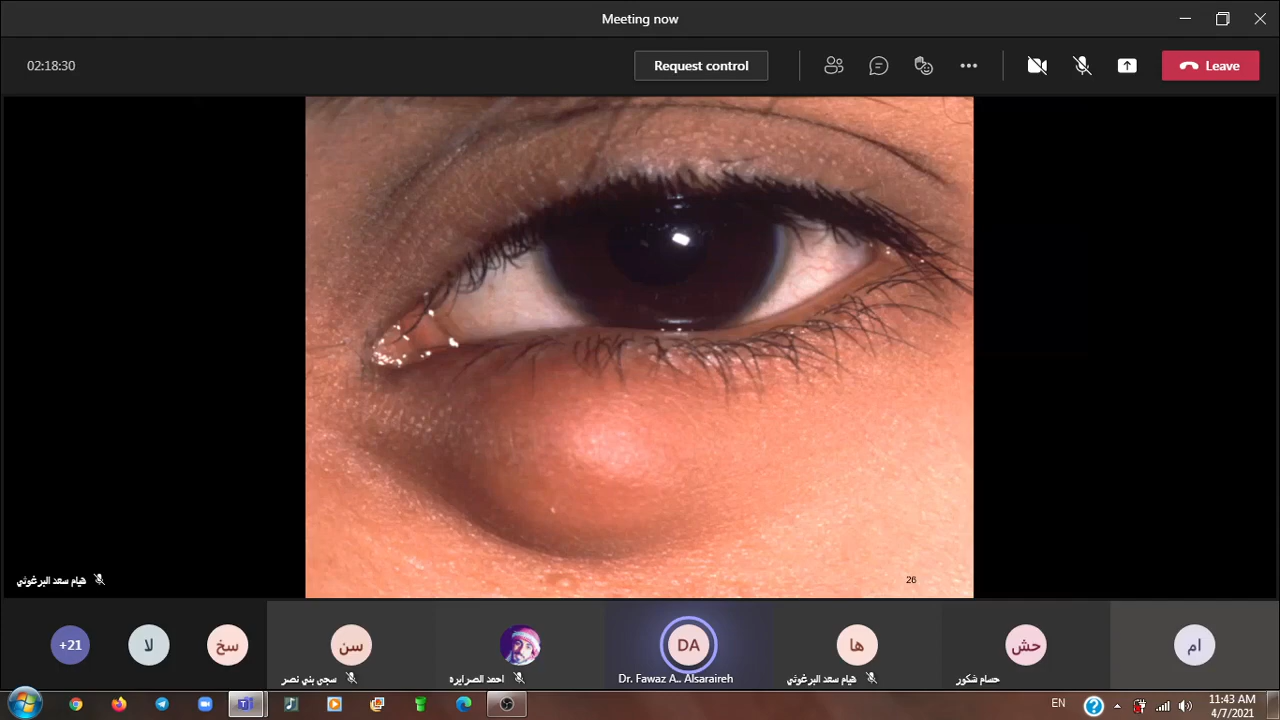 Meeting now
02:18:30
Request control
Leave
هيام سعد البرغوثي
26
+21
لا
سخ
سن
DA
ها
حش
ام
سجى بني نصر
احمد الصرايره
Dr. Fawaz A.. Alsaraireh
هيام سعد البرغوثي
حسام شكور
EN
11:43 AM
4/7/2021